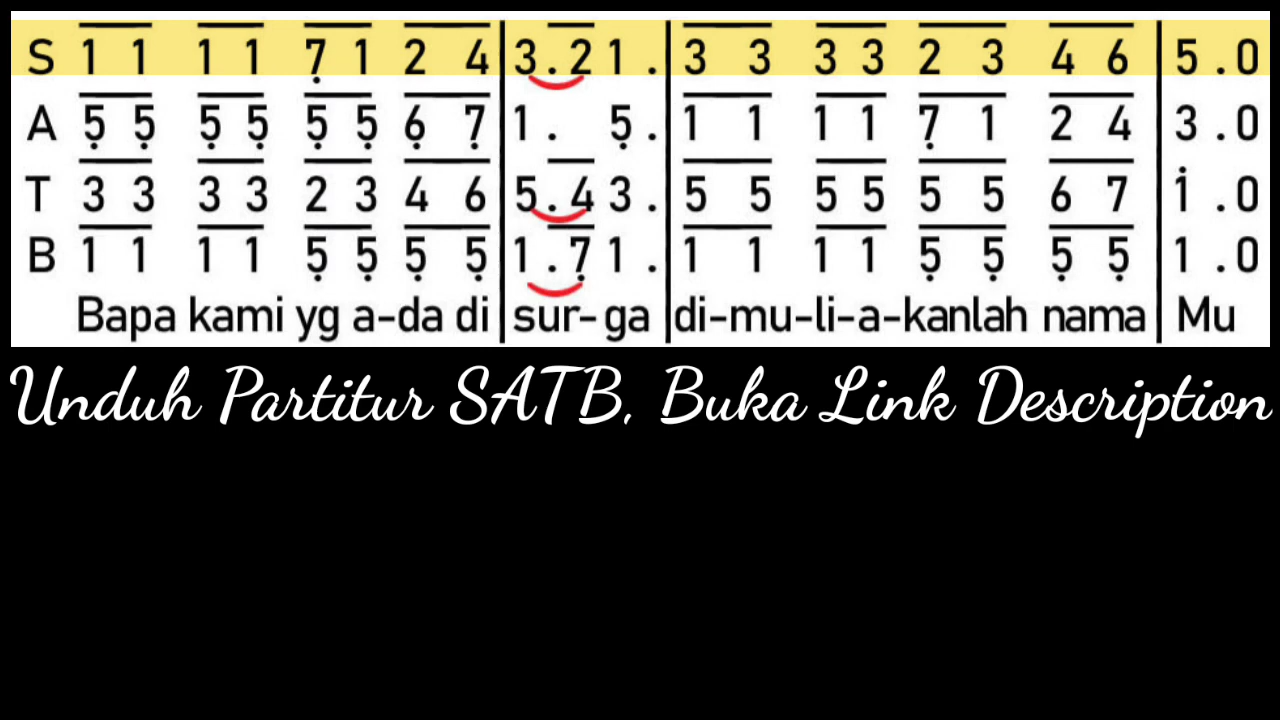 S 1 1 1 1 7̣ 1 2 4 | 3 . 2 1 . | 3 3 3 3 2 3 4 6 | 5 . 0
A 5̣ 5̣ 5̣ 5̣ 5̣ 5̣ 6̣ 7̣ | 1 . 5̣ . | 1 1 1 1 7̣ 1 2 4 | 3 . 0
T 3 3 3 3 2 3 4 6 | 5 . 4 3 . | 5 5 5 5 5 5 6 7 | 1̇ . 0
B 1 1 1 1 5̣ 5̣ 5̣ 5̣ | 1 . 7̣ 1 . | 1 1 1 1 5̣ 5̣ 5̣ 5̣ | 1 . 0
Bapa kami yg a-da di | sur-ga | di-mu-li-a-kanlah nama | Mu
Unduh Partitur SATB, Buka Link Description